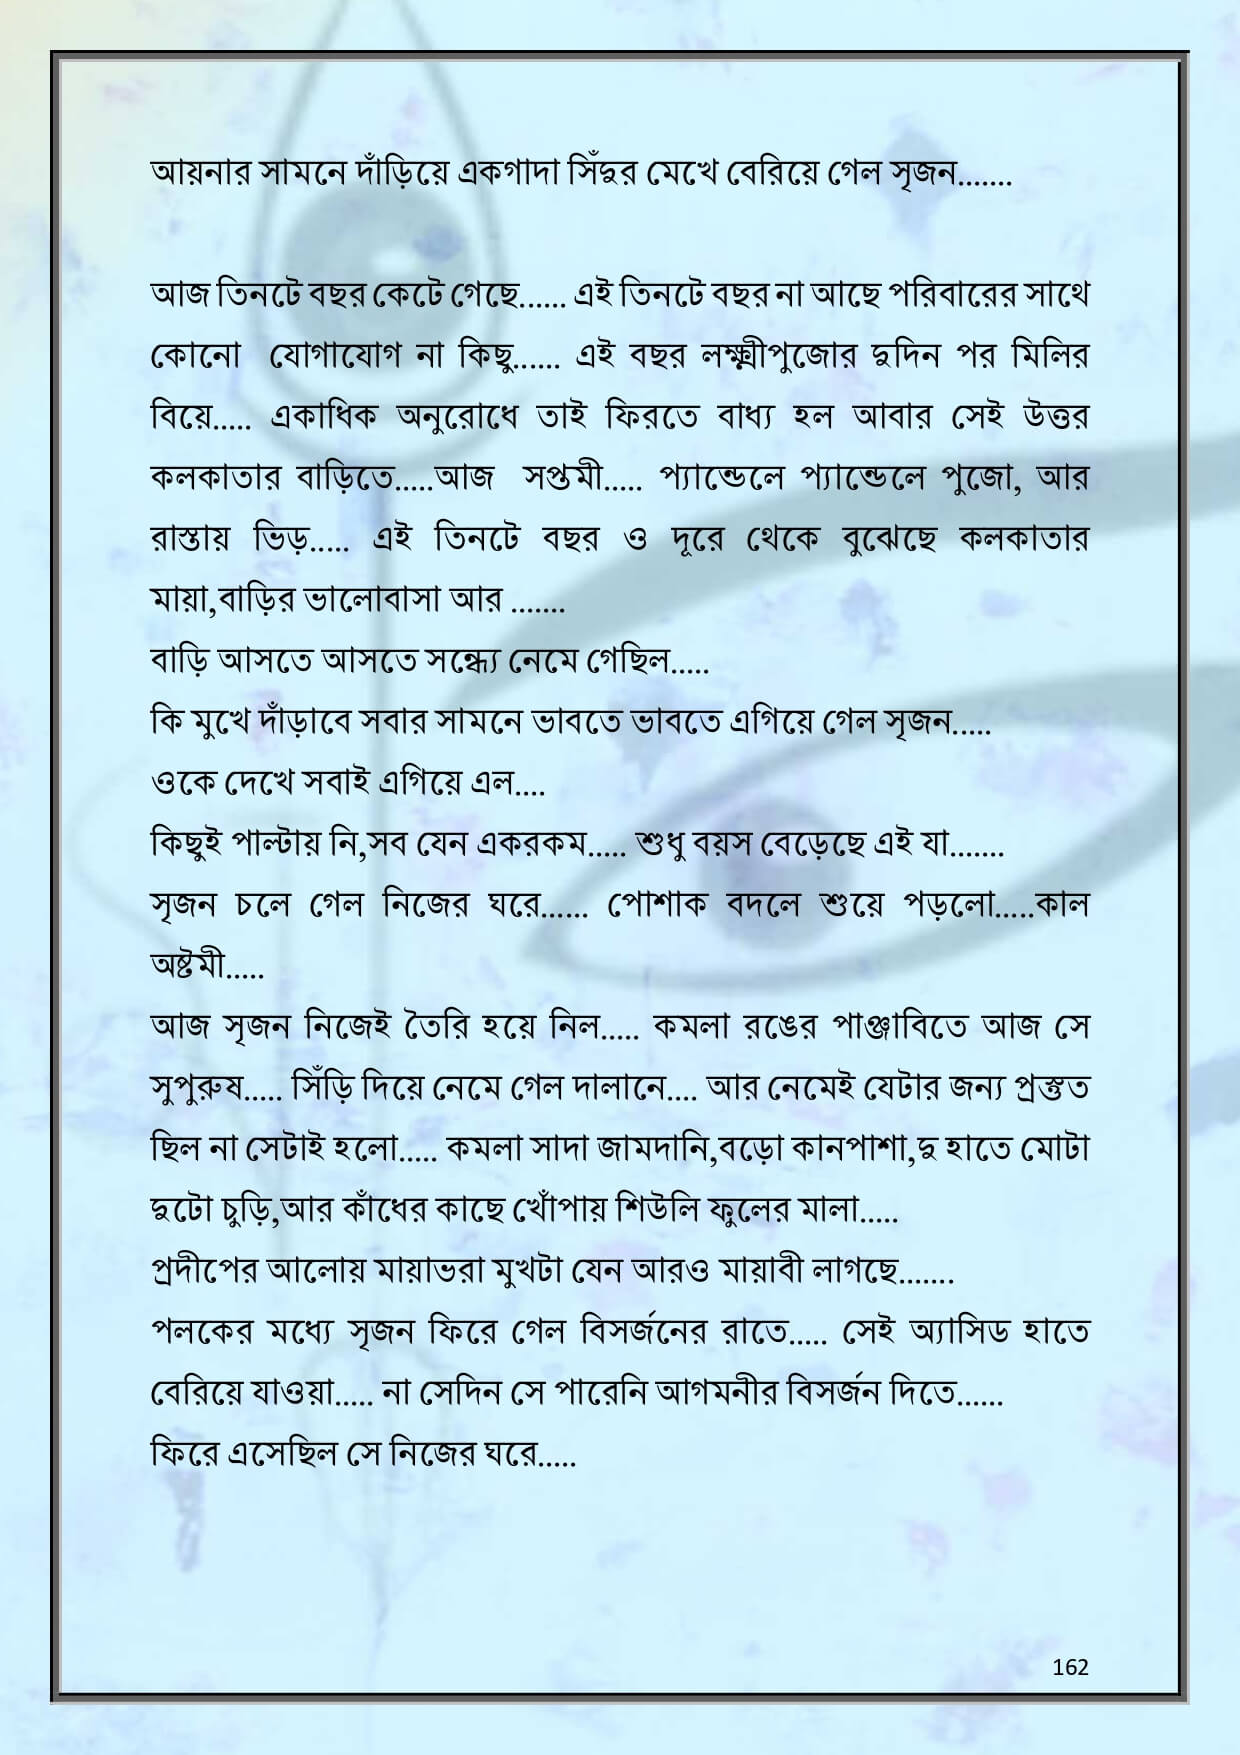 আয়নার সামনে দাঁড়িয়ে একগাদা সিঁদুর মেখে বেরিয়ে গেল সৃজন.......
আজ তিনটে বছর কেটে গেছে...... এই তিনটে বছর না আছে পরিবারের সাথে
কোনো যোগাযোগ না কিছু...... এই বছর লক্ষ্মীপুজোর দুদিন পর মিলির
বিয়ে..... একাধিক অনুরোধে তাই ফিরতে বাধ্য হল আবার সেই উত্তর
কলকাতার বাড়িতে.....আজ সপ্তমী..... প্যান্ডেলে প্যান্ডেলে পুজো, আর
রাস্তায় ভিড়..... এই তিনটে বছর ও দূরে থেকে বুঝেছে কলকাতার
মায়া,বাড়ির ভালোবাসা আর .......
বাড়ি আসতে আসতে সন্ধ্যে নেমে গেছিল.....
কি মুখে দাঁড়াবে সবার সামনে ভাবতে ভাবতে এগিয়ে গেল সৃজন.....
ওকে দেখে সবাই এগিয়ে এল....
কিছুই পাল্টায় নি,সব যেন একরকম..... শুধু বয়স বেড়েছে এই যা.......
সৃজন চলে গেল নিজের ঘরে...... পোশাক বদলে শুয়ে পড়লো.....কাল
অষ্টমী.....
আজ সৃজন নিজেই তৈরি হয়ে নিল..... কমলা রঙের পাঞ্জাবিতে আজ সে
সুপুরুষ..... সিঁড়ি দিয়ে নেমে গেল দালানে.... আর নেমেই যেটার জন্য প্রস্তুত
ছিল না সেটাই হলো..... কমলা সাদা জামদানি,বড়ো কানপাশা,দু হাতে মোটা
দুটো চুড়ি,আর কাঁধের কাছে খোঁপায় শিউলি ফুলের মালা.....
প্রদীপের আলোয় মায়াভরা মুখটা যেন আরও মায়াবী লাগছে.......
পলকের মধ্যে সৃজন ফিরে গেল বিসর্জনের রাতে..... সেই অ্যাসিড হাতে
বেরিয়ে যাওয়া..... না সেদিন সে পারেনি আগমনীর বিসর্জন দিতে......
ফিরে এসেছিল সে নিজের ঘরে.....
162